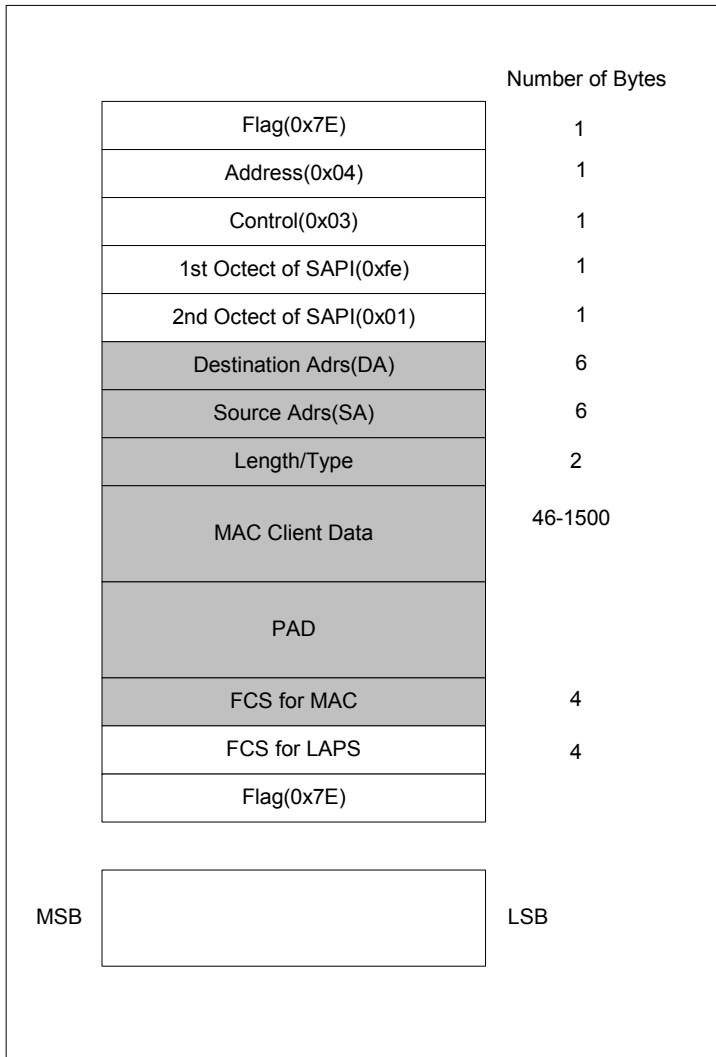 Number of Bytes
Flag(0x7E) 1
Address(0x04) 1
Control(0x03) 1
1st Octect of SAPI(0xfe) 1
2nd Octect of SAPI(0x01) 1
Destination Adrs(DA) 6
Source Adrs(SA) 6
Length/Type 2
MAC Client Data 46-1500
PAD
FCS for MAC 4
FCS for LAPS 4
Flag(0x7E)
MSB LSB